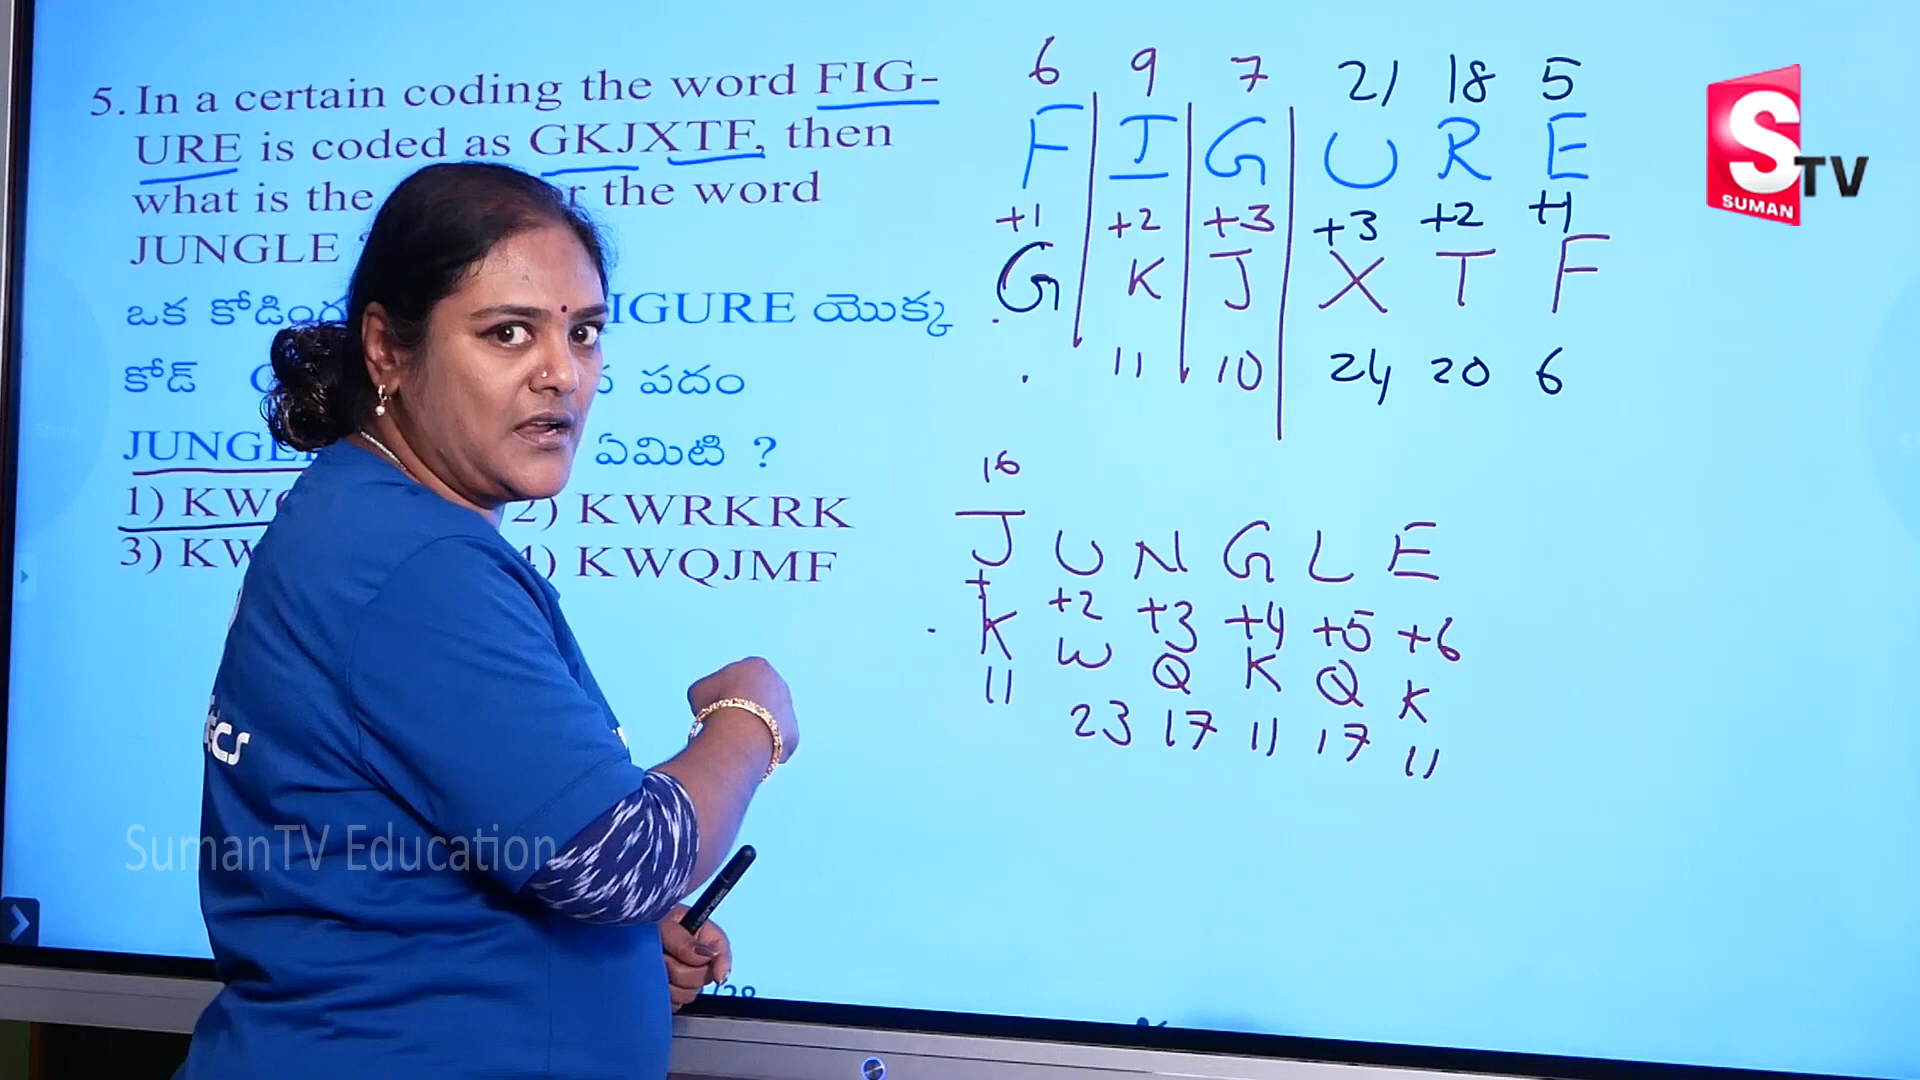 5. In a certain coding the word FIG-
URE is coded as GKJXTF, then
what is the r the word
JUNGLE
ఒక కోడింగ IGURE యొక్క
కోడ్ పదం
JUNGLE ఏమిటి ?
1) KW 2) KWRKRK
3) KW 4) KWQJMF
6 9 7 21 18 5
F I G U R E
+1 +2 +3 +3 +2 +1
G K J X T F
11 10 24 20 6
10
J U N G L E
+1 +2 +3 +4 +5 +6
K W Q K Q K
11 23 17 11 17 11
S TV
SUMAN
SumanTV Education
tcs